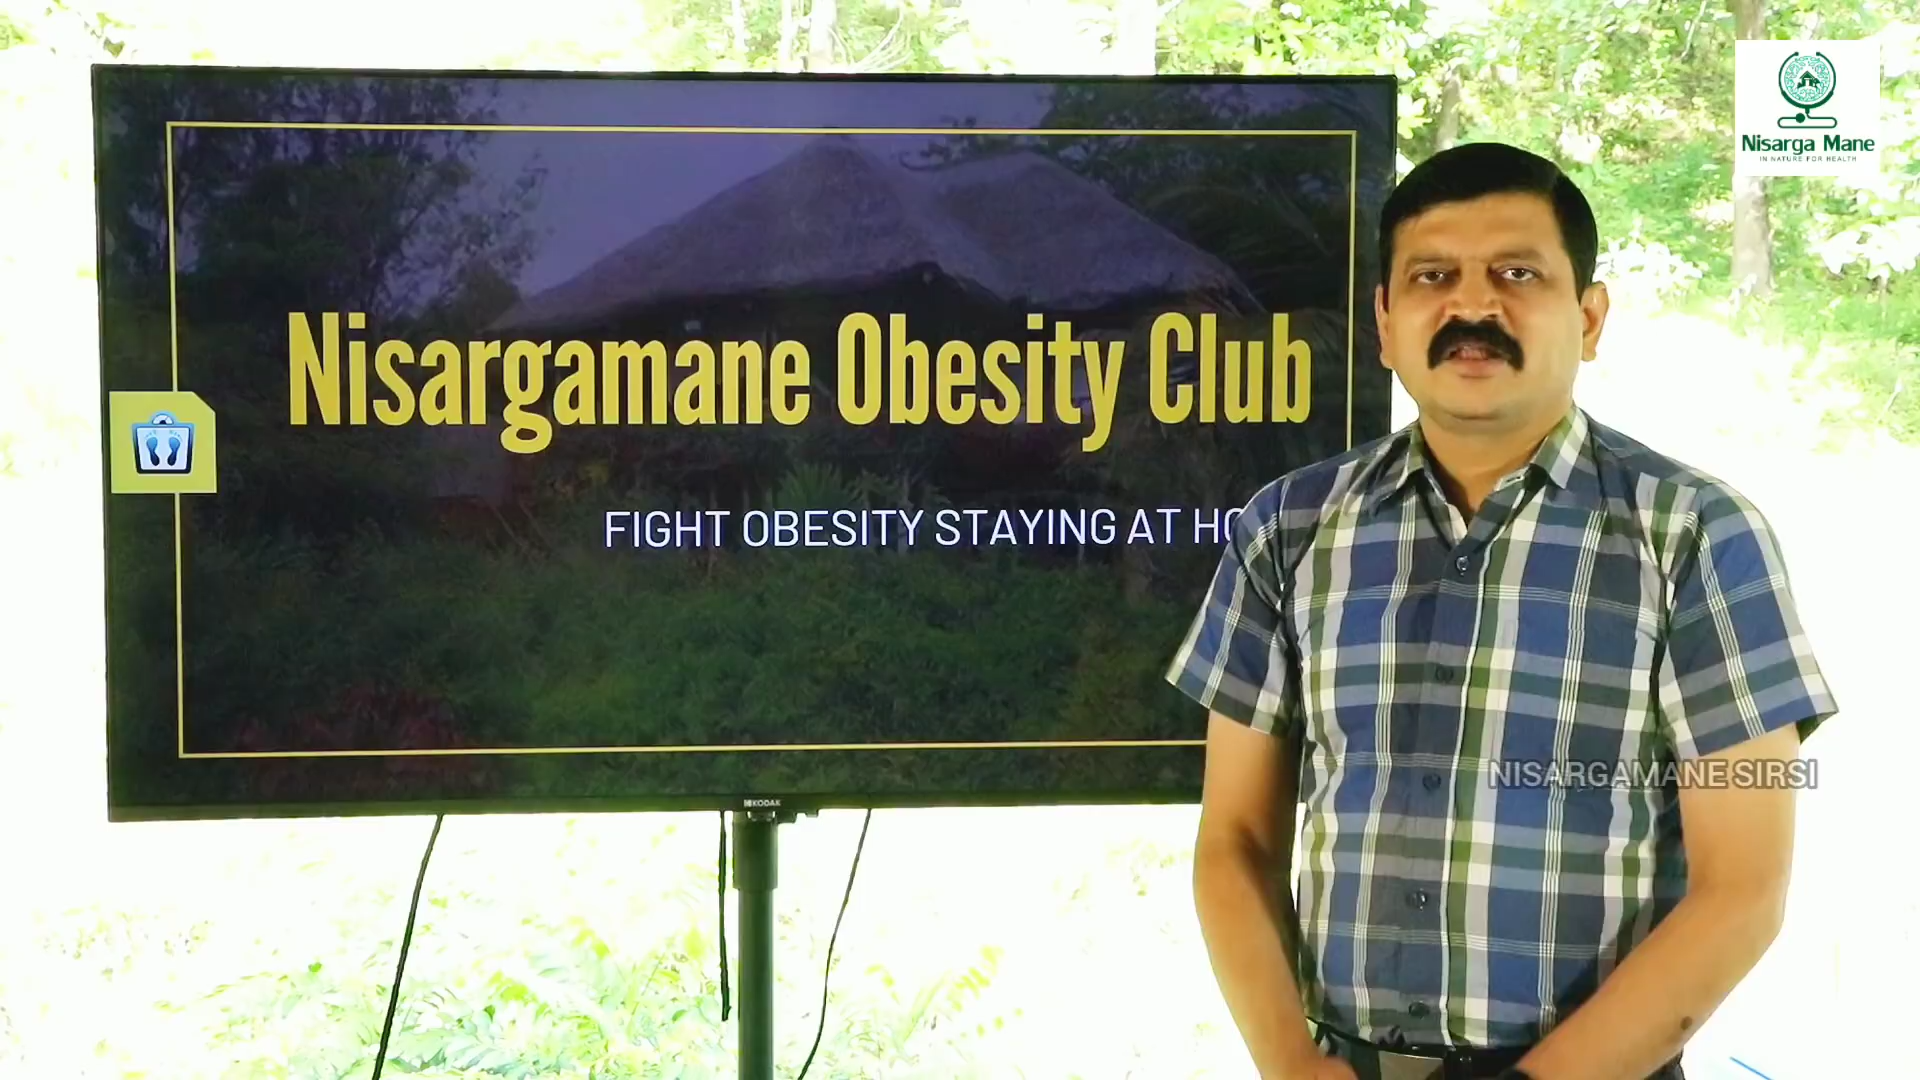 Nisarga Mane
IN NATURE FOR HEALTH
Nisargamane Obesity Club
FIGHT OBESITY STAYING AT
NISARGAMANE SIRSI
KODAK